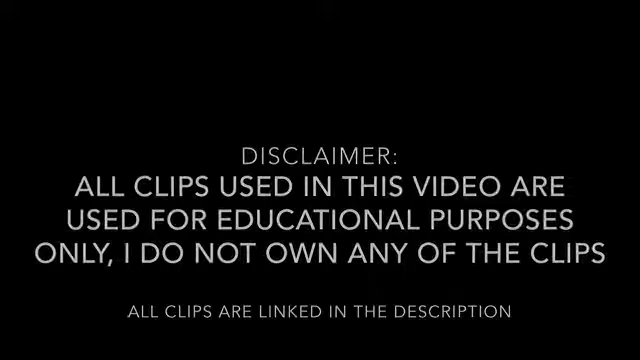 DISCLAIMER:
ALL CLIPS USED IN THIS VIDEO ARE
USED FOR EDUCATIONAL PURPOSES
ONLY, I DO NOT OWN ANY OF THE CLIPS
ALL CLIPS ARE LINKED IN THE DESCRIPTION